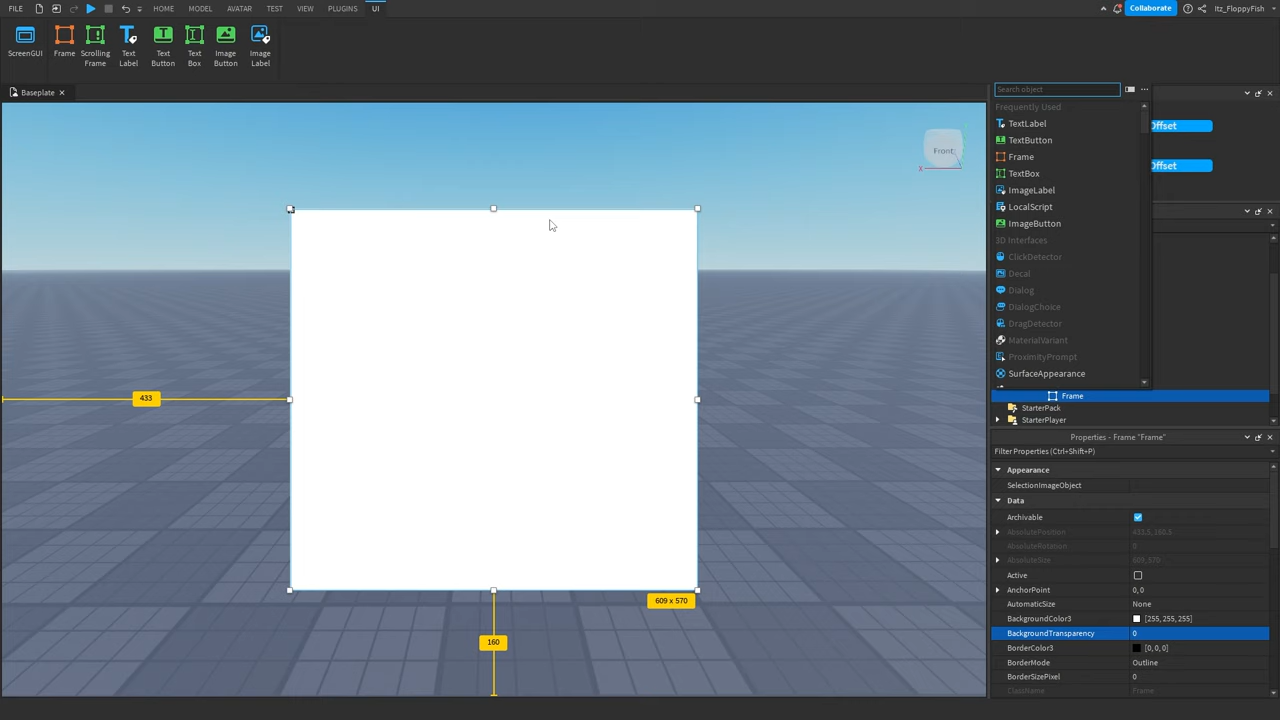 FILE HOME MODEL AVATAR TEST VIEW PLUGINS UI Collaborate Itz_FloppyFish
ScreenGUI Frame Scrolling Frame Text Label Text Button Text Box Image Button Image Label
Baseplate
Search object
Frequently Used
TextLabel
Offset
TextButton
Front
Frame
Offset
X
TextBox
ImageLabel
LocalScript
ImageButton
3D Interfaces
ClickDetector
Decal
Dialog
DialogChoice
DragDetector
MaterialVariant
ProximityPrompt
SurfaceAppearance
433
Frame
StarterPack
StarterPlayer
Properties - Frame "Frame"
Filter Properties (Ctrl+Shift+P)
Appearance
SelectionImageObject
Data
Archivable
AbsolutePosition 433.5, 160.5
AbsoluteRotation 0
AbsoluteSize 609, 570
Active
AnchorPoint 0, 0
609 x 570
AutomaticSize None
BackgroundColor3 [255, 255, 255]
BackgroundTransparency 0
160
BorderColor3 [0, 0, 0]
BorderMode Outline
BorderSizePixel 0
ClassName Frame